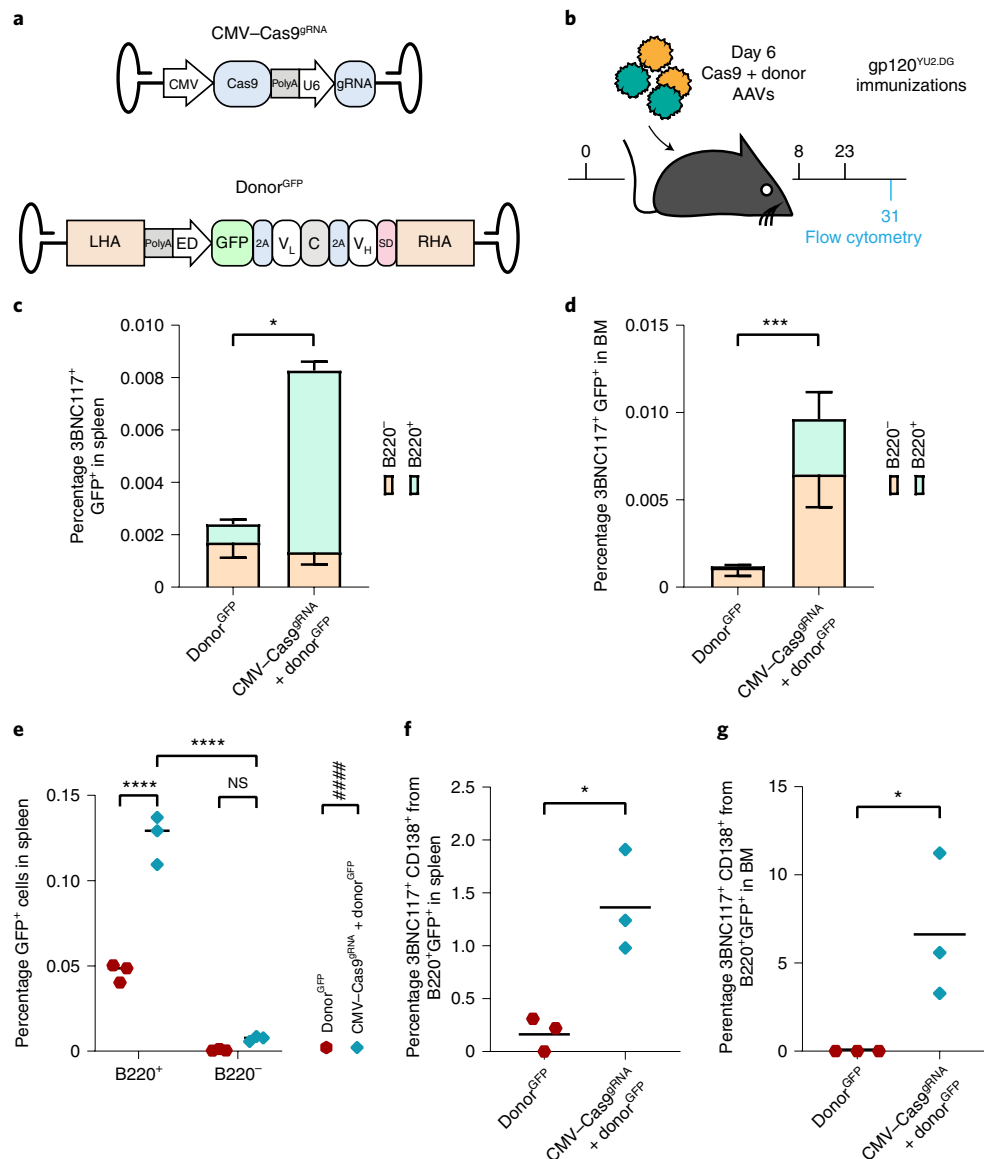 a
CMV–Cas9gRNA
CMV
Cas9
PolyA
U6
gRNA
DonorGFP
LHA
PolyA
ED
GFP
2A
VL
C
2A
VH
SD
RHA
b
Day 6
Cas9 + donor
AAVs
gp120YU2.DG
immunizations
0
8
23
31
Flow cytometry
c
Percentage 3BNC117+
GFP+ in spleen
0.010
0.008
0.006
0.004
0.002
0
*
B220−
B220+
DonorGFP
CMV–Cas9gRNA
+ donorGFP
d
Percentage 3BNC117+ GFP+ in BM
0.015
0.010
0.005
0
***
B220−
B220+
DonorGFP
CMV–Cas9gRNA
+ donorGFP
e
Percentage GFP+ cells in spleen
0.15
0.10
0.05
0
****
****
NS
B220+
B220−
####
DonorGFP
CMV–Cas9gRNA + donorGFP
f
Percentage 3BNC117+ CD138+ from
B220+GFP+ in spleen
2.5
2.0
1.5
1.0
0.5
0
*
DonorGFP
CMV–Cas9gRNA
+ donorGFP
g
Perentage 3BNC117+ CD138+ from
B220+GFP+ in BM
15
10
5
0
*
DonorGFP
CMV–Cas9gRNA
+ donorGFP